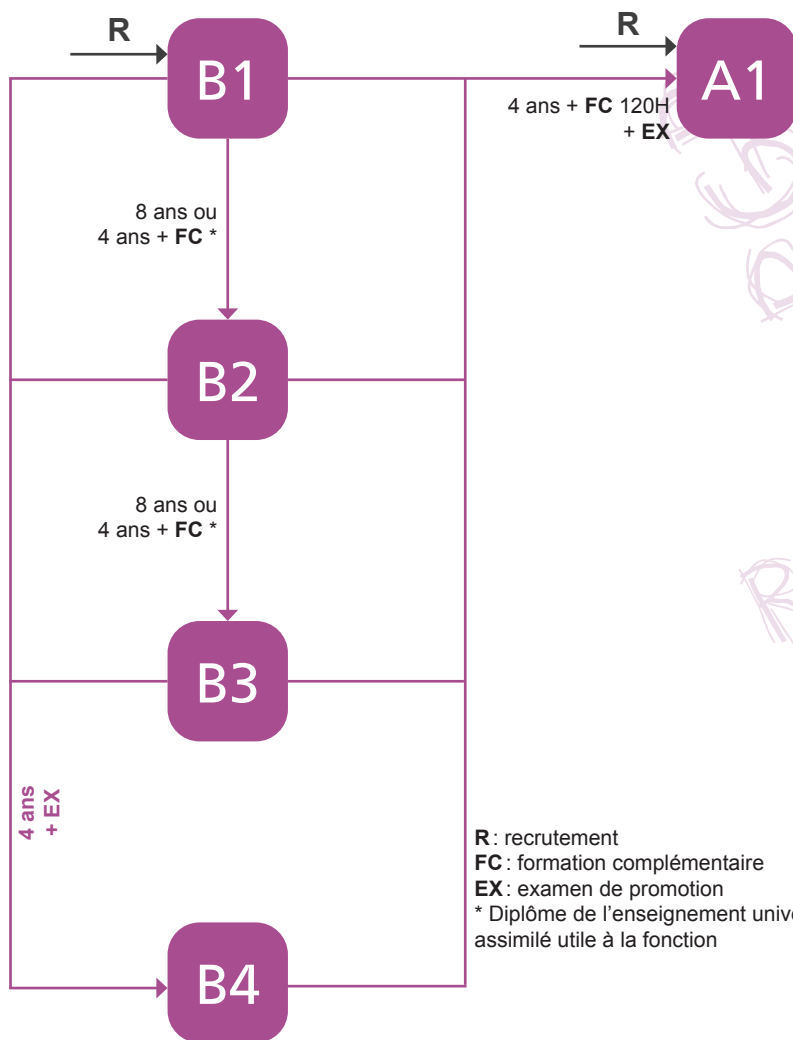 R
R
B1
A1
4 ans + FC 120H
+ EX
8 ans ou
4 ans + FC *
B2
8 ans ou
4 ans + FC *
B3
4 ans
+ EX
R : recrutement
FC : formation complémentaire
EX : examen de promotion
* Diplôme de l'enseignement
assimilé utile à la fonction
B4